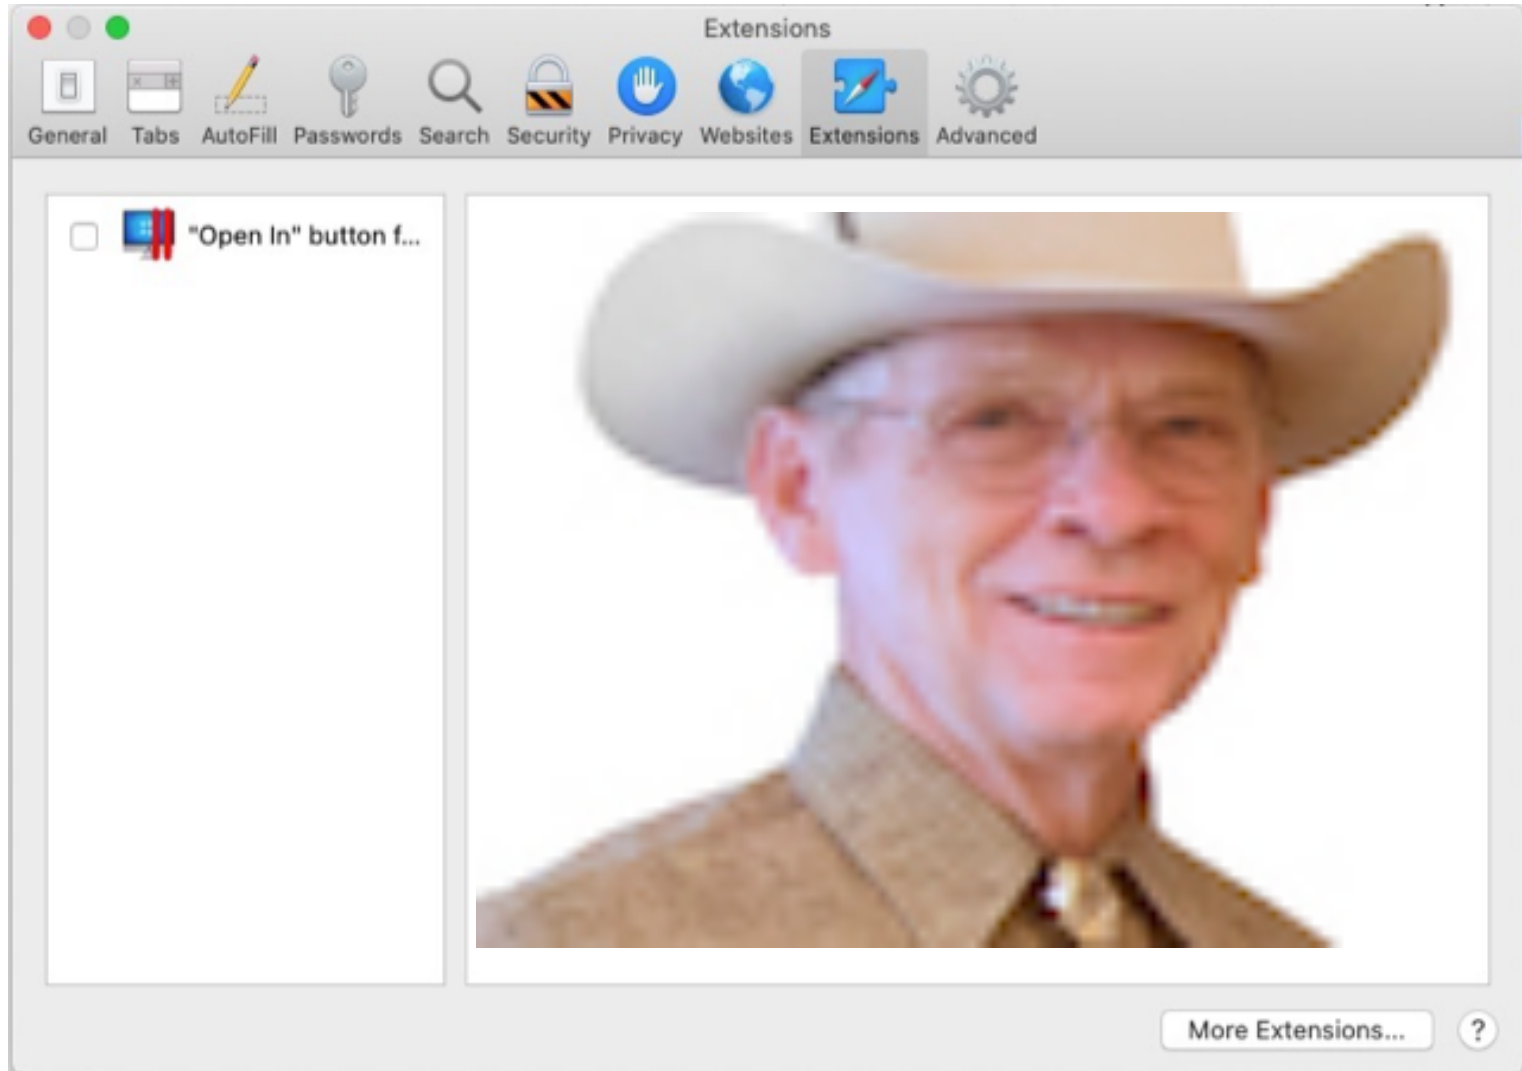 Extensions
General Tabs AutoFill Passwords Search Security Privacy Websites Extensions Advanced
"Open In" button f...
More Extensions... ?